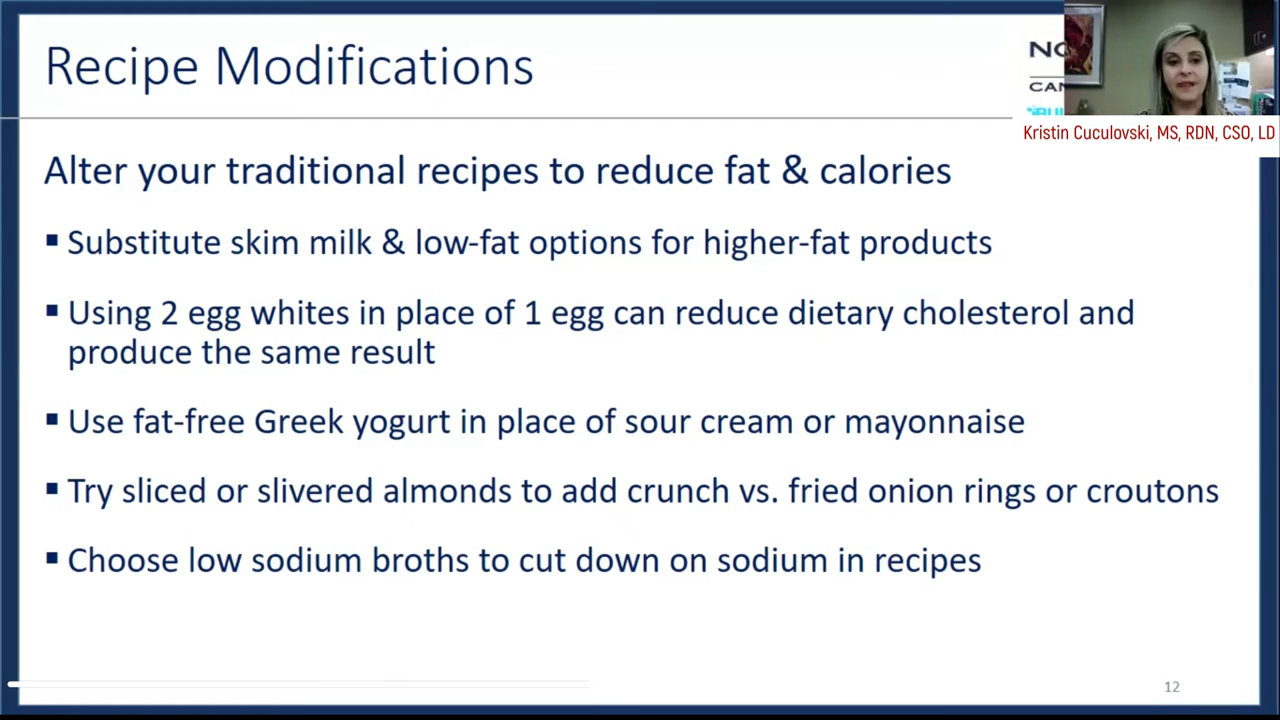 Recipe Modifications
Kristin Cuculovski, MS, RDN, CSO, LD
Alter your traditional recipes to reduce fat & calories
▪ Substitute skim milk & low-fat options for higher-fat products
▪ Using 2 egg whites in place of 1 egg can reduce dietary cholesterol and
produce the same result
▪ Use fat-free Greek yogurt in place of sour cream or mayonnaise
▪ Try sliced or slivered almonds to add crunch vs. fried onion rings or croutons
▪ Choose low sodium broths to cut down on sodium in recipes
12